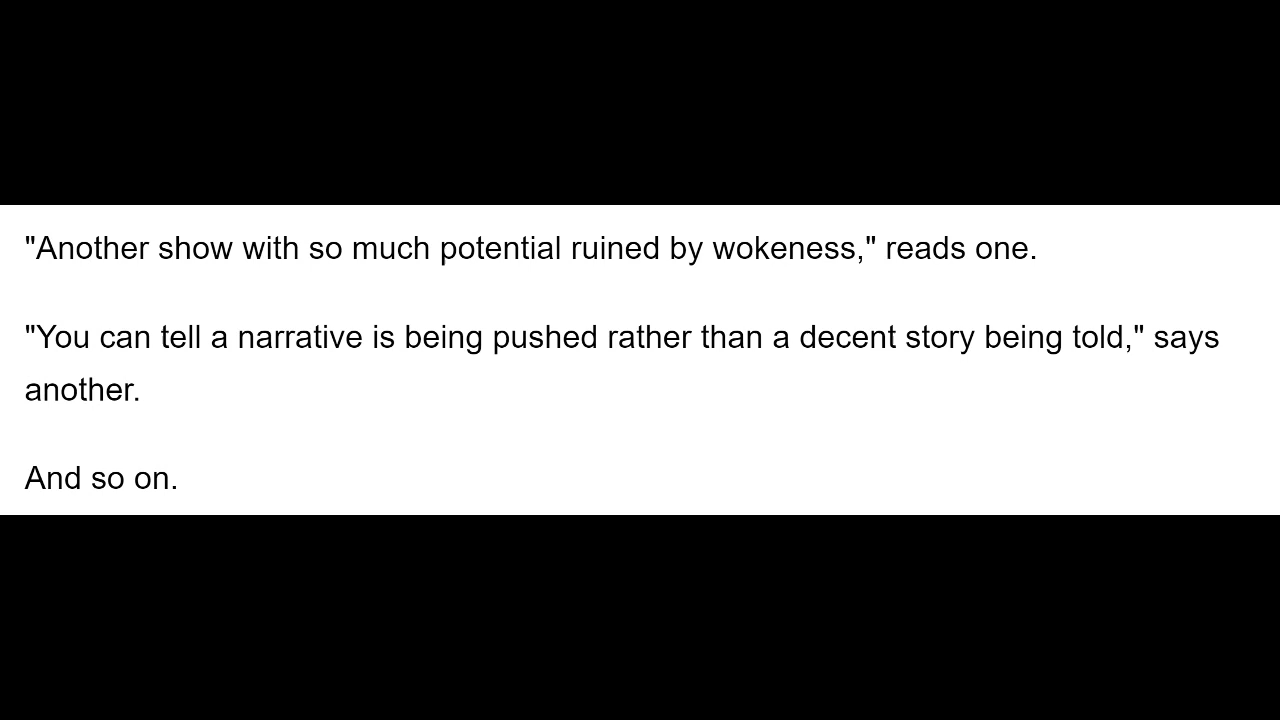 "Another show with so much potential ruined by wokeness," reads one.
"You can tell a narrative is being pushed rather than a decent story being told," says
another.
And so on.